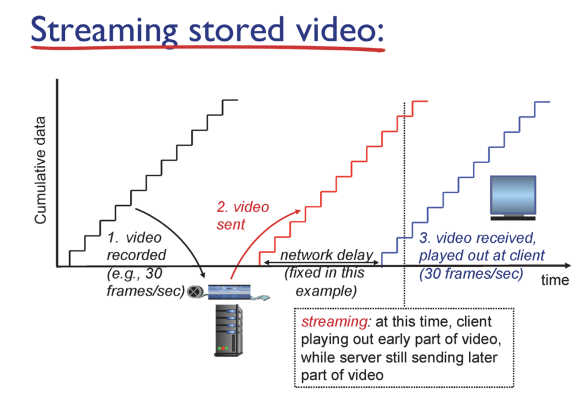 Streaming stored video:
Cumulative data
1. video
recorded
(e.g., 30
frames/sec)
2. video
sent
network delay
(fixed in this
example)
3. video received,
played out at client
(30 frames/sec)
time
streaming: at this time, client
playing out early part of video,
while server still sending later
part of video